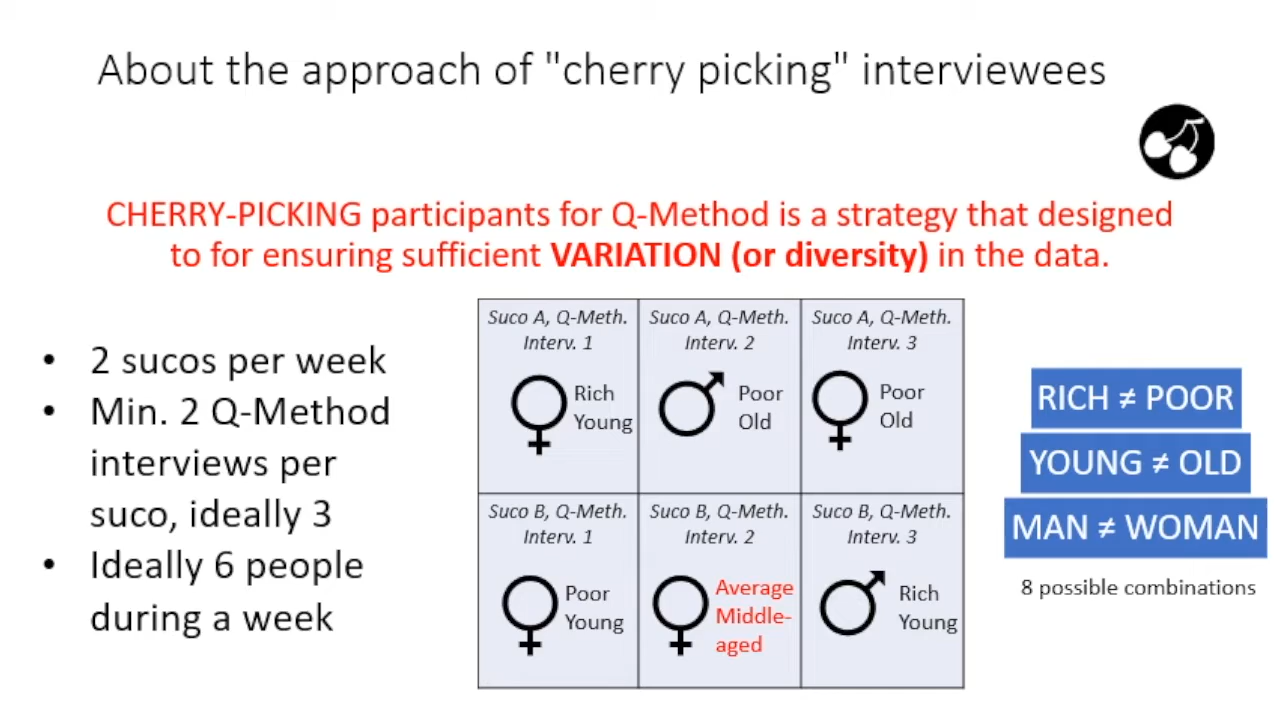 About the approach of "cherry picking" interviewees
CHERRY-PICKING participants for Q-Method is a strategy that designed
to for ensuring sufficient VARIATION (or diversity) in the data.
• 2 sucos per week
• Min. 2 Q-Method
interviews per
suco, ideally 3
• Ideally 6 people
during a week
Suco A, Q-Meth.
Interv. 1
Rich
Young
Suco A, Q-Meth.
Interv. 2
Poor
Old
Suco A, Q-Meth.
Interv. 3
Poor
Old
Suco B, Q-Meth.
Interv. 1
Poor
Young
Suco B, Q-Meth.
Interv. 2
Average
Middle-
aged
Suco B, Q-Meth.
Interv. 3
Rich
Young
RICH ≠ POOR
YOUNG ≠ OLD
MAN ≠ WOMAN
8 possible combinations